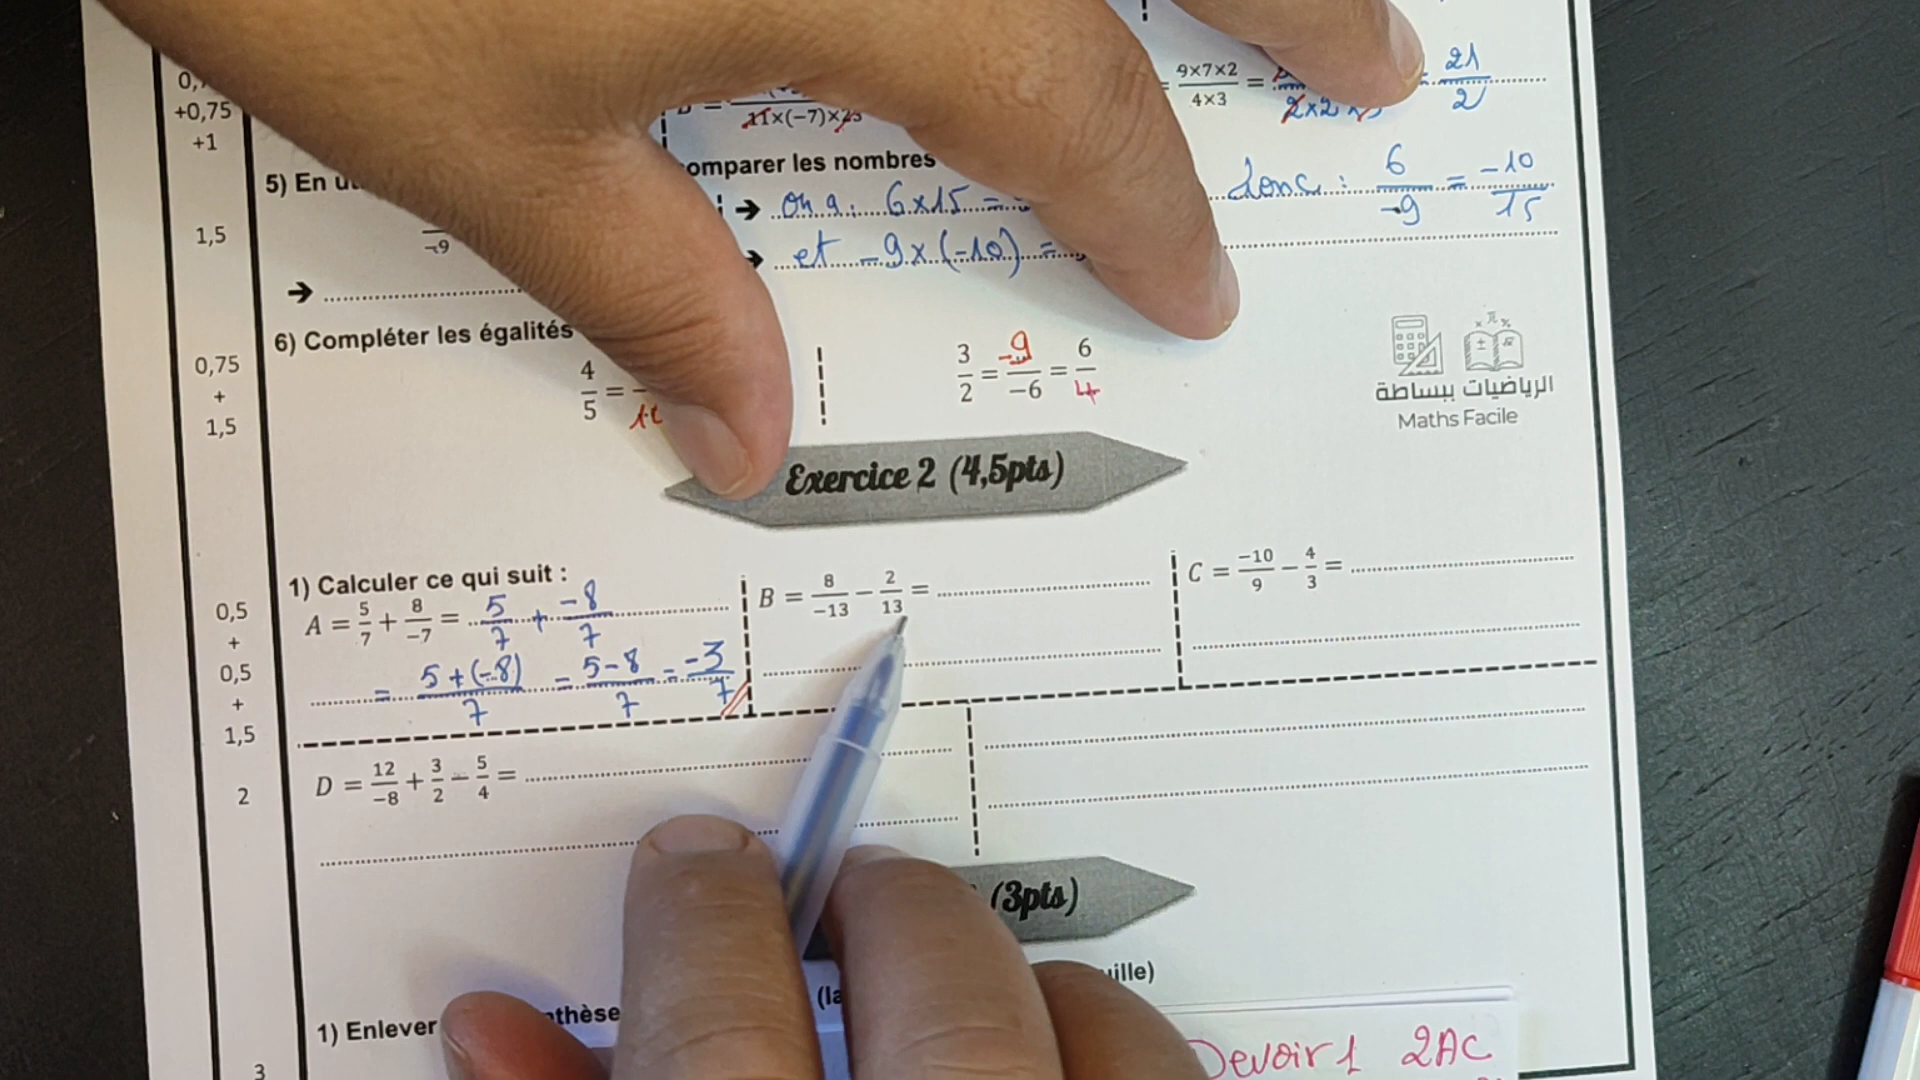 +0,75
+1
11×(−7)×23
= 9×7×2/4×3 = = 21/2
5) En
omparer les nombres
→ on a: 6×15 =
donc: 6/-9 = -10/15
1,5
-9
et -9×(-10) =
→
6) Compléter les égalités
0,75
+
1,5
4/5 =
3/2 = -9/-6 = 6/4
الرياضيات ببساطة
Maths Facile
Exercice 2 (4,5pts)
1) Calculer ce qui suit :
0,5
+
0,5
+
1,5
2
A = 5/7 + 8/-7 = 5/7 + -8/7
= 5+(-8)/7 = 5-8/7 = -3/7
B = 8/-13 − 2/13 =
C = -10/9 − 4/3 =
D = 12/-8 + 3/2 − 5/4 =
(3pts)
1) Enlever
3
Devoir 1 2AC